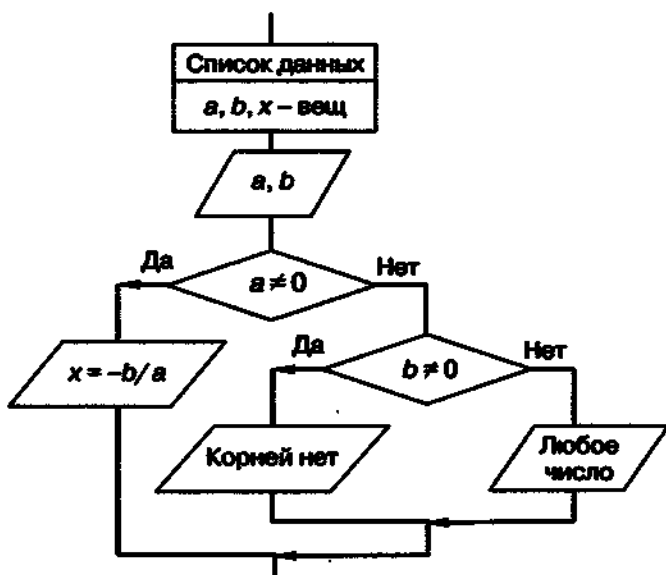 Список данных
a, b, x – вещ
a, b
Да
a ≠ 0
Нет
x = –b/a
Да
b ≠ 0
Нет
Корней нет
Любое
число